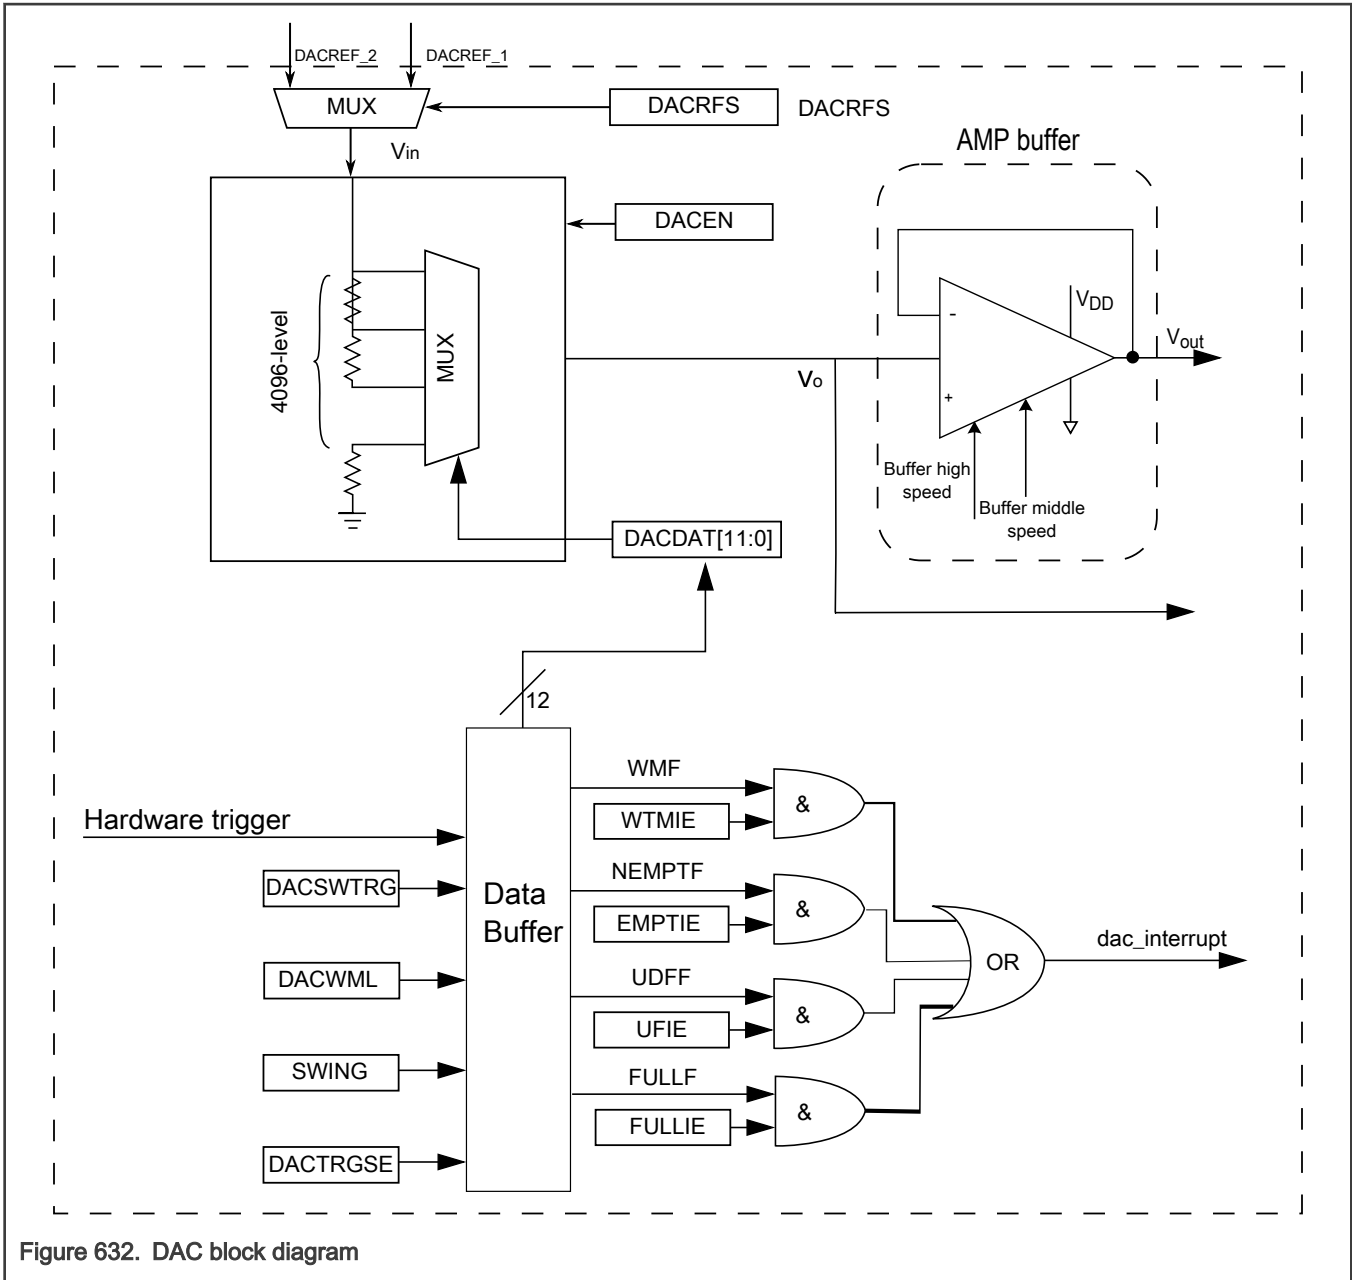 DACREF_2
DACREF_1
MUX
DACRFS
DACRFS
Vin
AMP buffer
DACEN
4096-level
MUX
-
VDD
Vout
Vo
+
Buffer high
speed
Buffer middle
speed
DACDAT[11:0]
12
WMF
&
WTMIE
Hardware trigger
NEMPTF
DACSWTRG
Data
Buffer
&
EMPTIE
dac_interrupt
OR
UDFF
DACWML
&
UFIE
SWING
FULLF
&
FULLIE
DACTRGSE
Figure 632. DAC block diagram